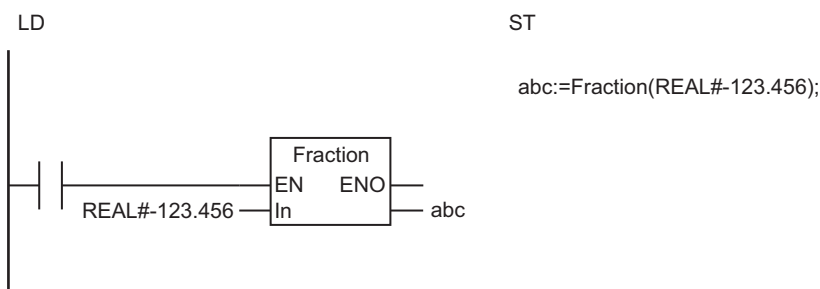 LD
ST
abc:=Fraction(REAL#-123.456);
Fraction
EN ENO
REAL#-123.456 In abc